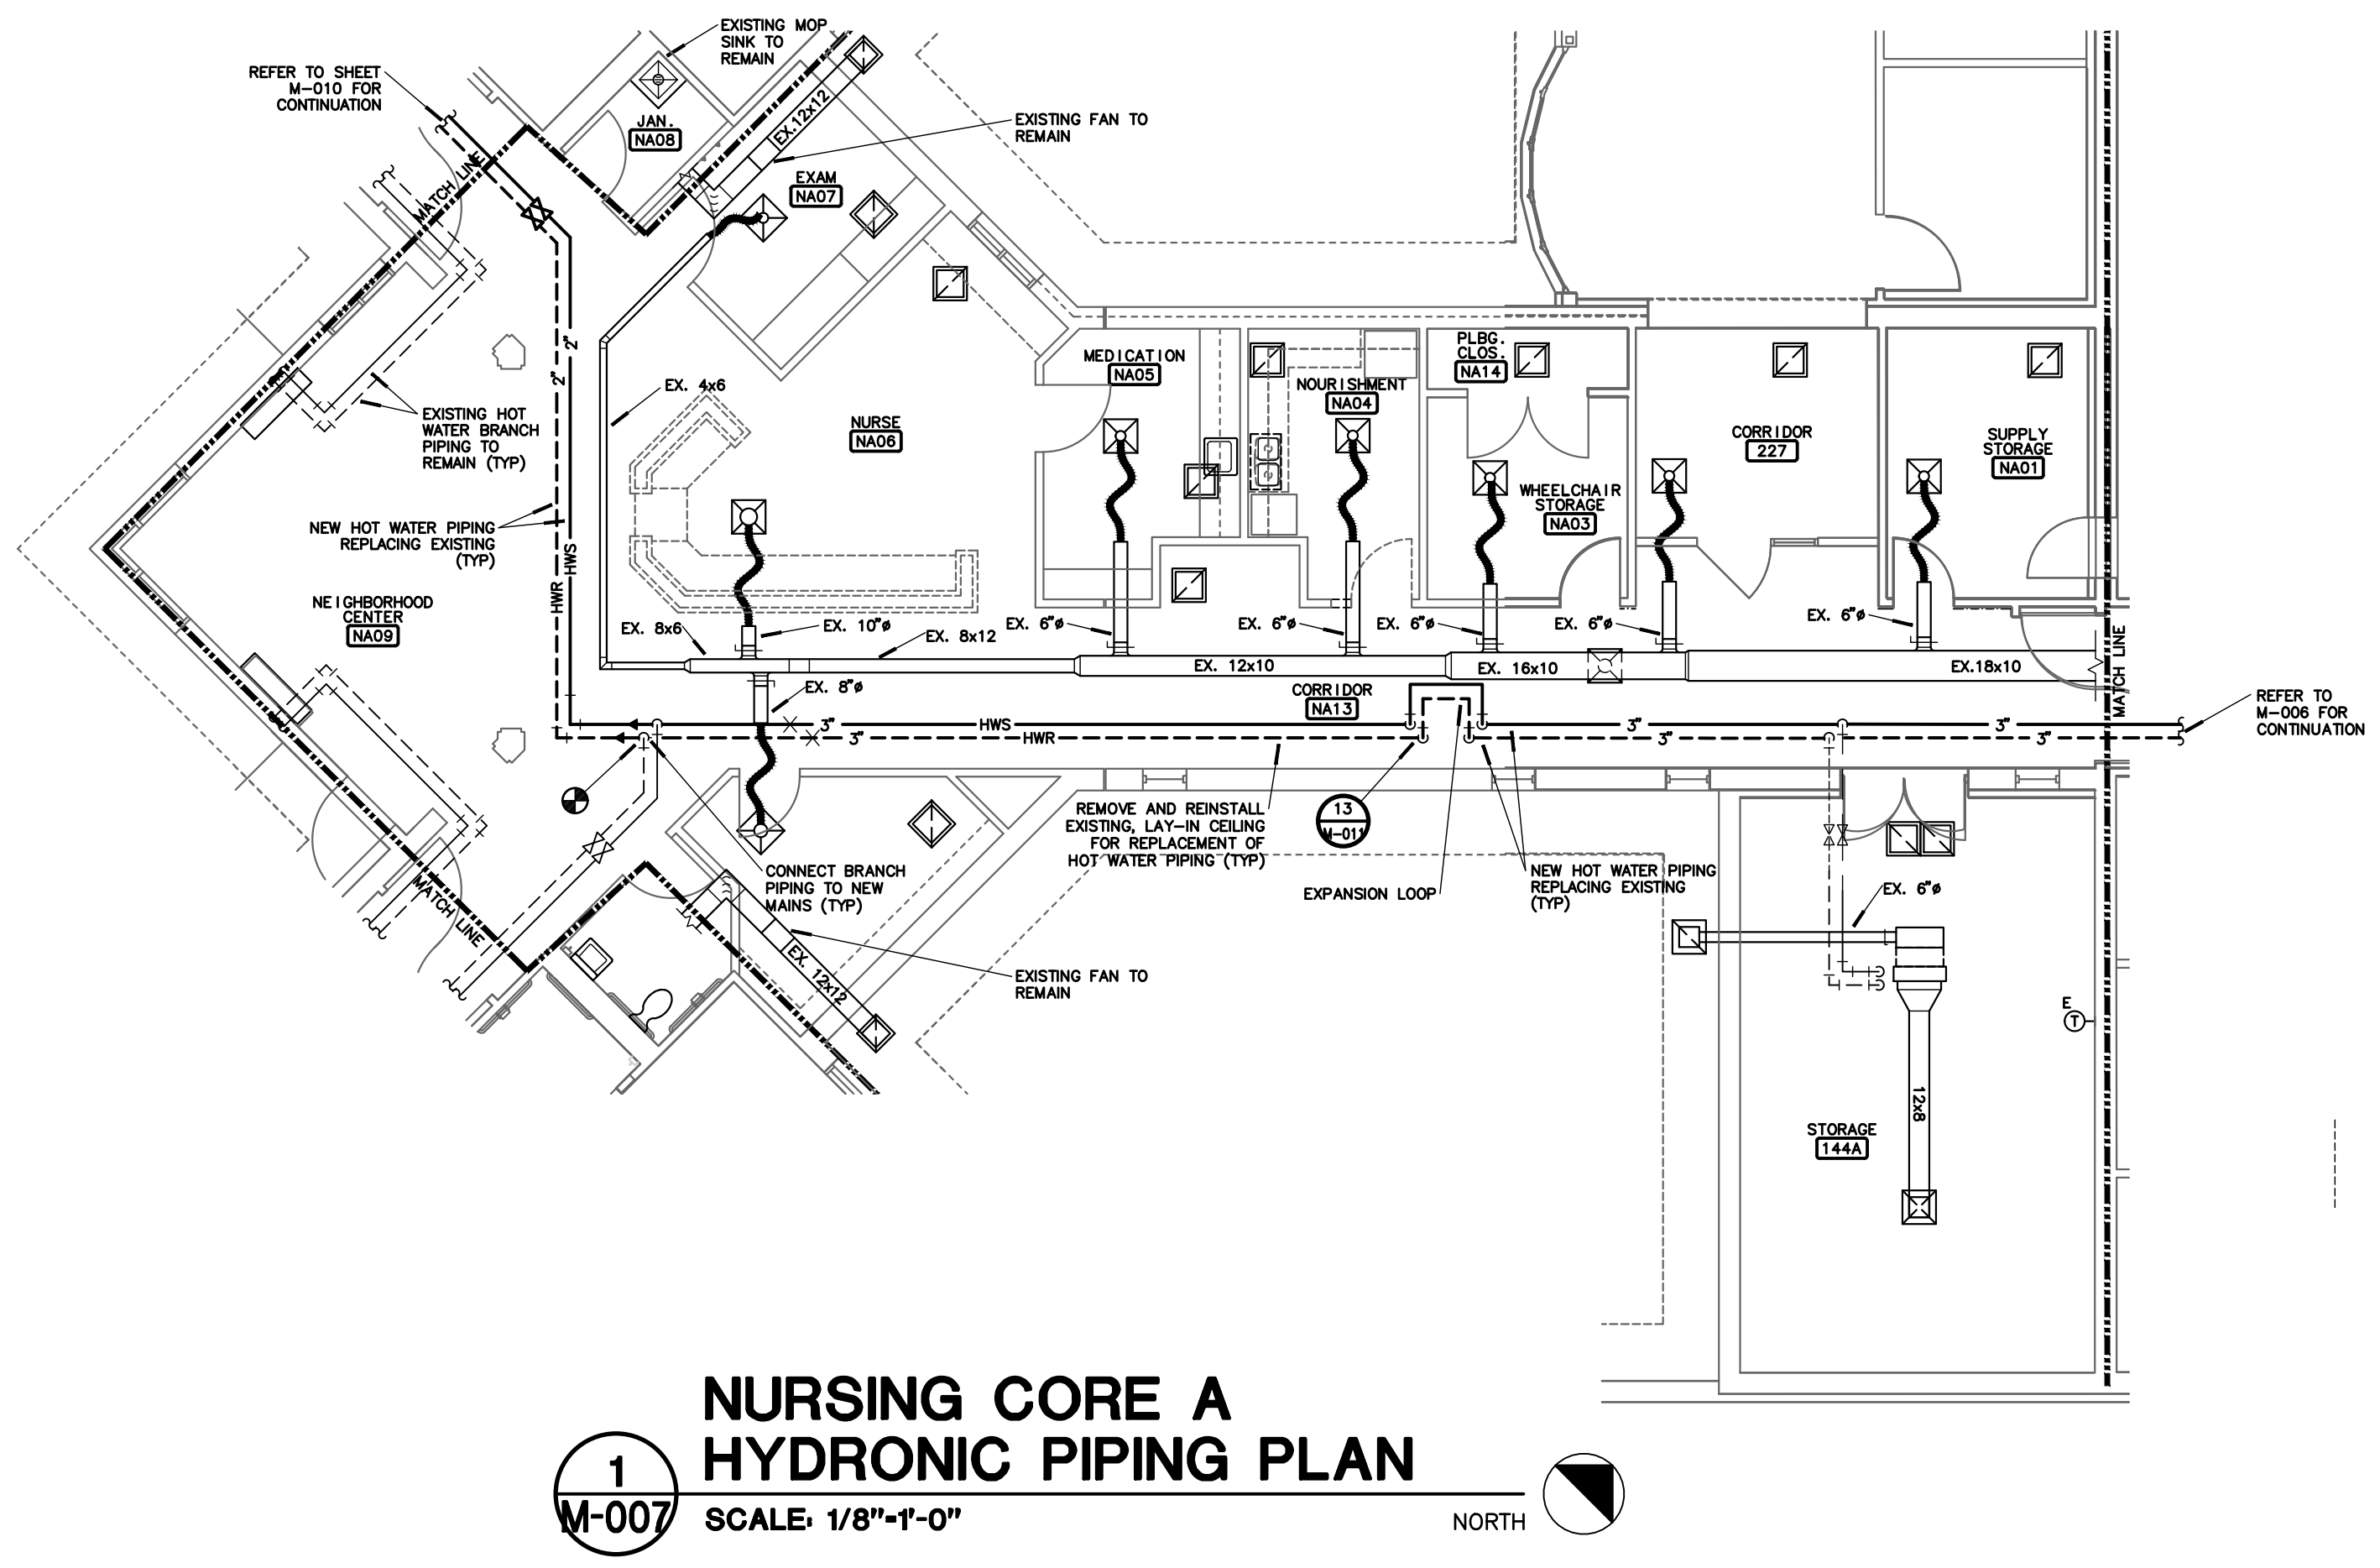 EXISTING MOP
SINK TO
REMAIN
REFER TO SHEET
M-010 FOR
CONTINUATION
JAN.
NA08
EX.12x12
EXISTING FAN TO
REMAIN
EXAM
NA07
MATCH LINE
2"
2"
EX. 4x6
EXISTING HOT
WATER BRANCH
PIPING TO
REMAIN (TYP)
NURSE
NA06
MEDICATION
NA05
NOURISHMENT
NA04
PLBG.
CLOS.
NA14
CORRIDOR
227
SUPPLY
STORAGE
NA01
WHEELCHAIR
STORAGE
NA03
NEW HOT WATER PIPING
REPLACING EXISTING
(TYP)
HWS
HWR
NEIGHBORHOOD
CENTER
NA09
EX. 8x6
EX. 10"ø
EX. 8x12
EX. 6"ø
EX. 6"ø
EX. 6"ø
EX. 6"ø
EX. 6"ø
EX. 12x10
EX. 16x10
EX.18x10
MATCH LINE
EX. 8"ø
CORRIDOR
NA13
3"
HWS
3"
3"
3"
HWR
3"
3"
REFER TO
M-006 FOR
CONTINUATION
REMOVE AND REINSTALL
EXISTING, LAY-IN CEILING
FOR REPLACEMENT OF
HOT WATER PIPING (TYP)
13
M-011
EXPANSION LOOP
NEW HOT WATER PIPING
REPLACING EXISTING
(TYP)
CONNECT BRANCH
PIPING TO NEW
MAINS (TYP)
MATCH LINE
EX. 12x12
EXISTING FAN TO
REMAIN
EX. 6"ø
E
T
12x8
STORAGE
144A
NURSING CORE A
HYDRONIC PIPING PLAN
1
M-007
SCALE: 1/8"=1'-0"
NORTH